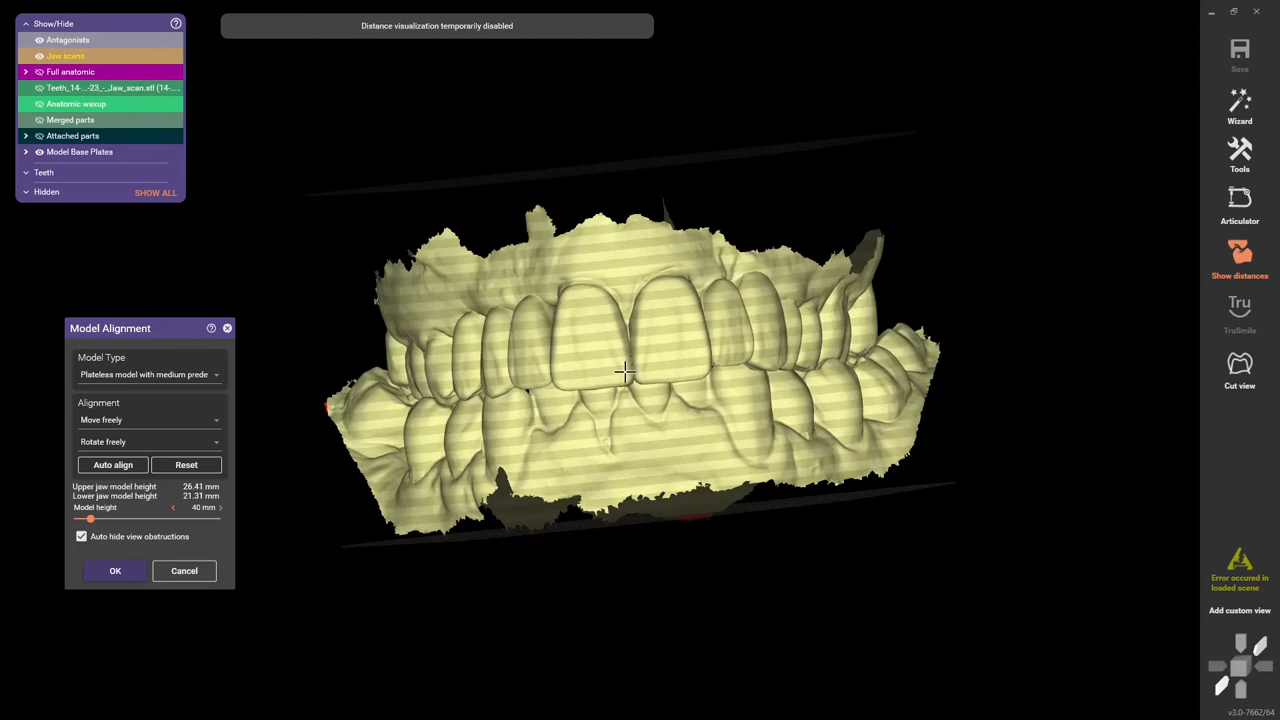 Show/Hide
Antagonists
Jaw scans
Full anatomic
Teeth_14-...-23_-_Jaw_scan.stl (14-....
Anatomic waxup
Merged parts
Attached parts
Model Base Plates
Teeth
Hidden
SHOW ALL
Distance visualization temporarily disabled
Model Alignment
Model Type
Plateless model with medium prede
Alignment
Move freely
Rotate freely
Auto align
Reset
Upper jaw model height 26.41 mm
Lower jaw model height 21.31 mm
Model height 40 mm
Auto hide view obstructions
OK
Cancel
Save
Wizard
Tools
Articulator
Show distances
Tru
TruSmile
Cut view
Error occured in
loaded scene
Add custom view
v3.0-7662/64